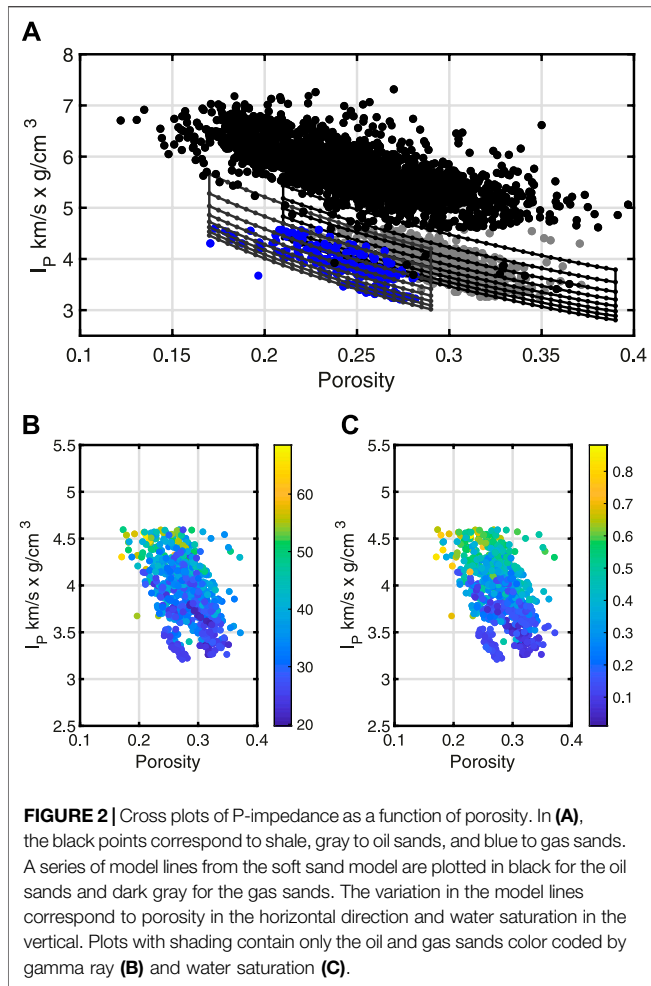 A
8
7
6
5
4
3
I_P km/s x g/cm ³
0.1 0.15 0.2 0.25 0.3 0.35 0.4
Porosity
B
5.5
5
4.5
4
3.5
3
2.5
I_P km/s x g/cm ³
0.1 0.2 0.3 0.4
Porosity
60
50
40
30
20
C
5.5
5
4.5
4
3.5
3
2.5
I_P km/s x g/cm ³
0.1 0.2 0.3 0.4
Porosity
0.8
0.7
0.6
0.5
0.4
0.3
0.2
0.1
FIGURE 2 | Cross plots of P-impedance as a function of porosity. In (A),
the black points correspond to shale, gray to oil sands, and blue to gas sands.
A series of model lines from the soft sand model are plotted in black for the oil
sands and dark gray for the gas sands. The variation in the model lines
correspond to porosity in the horizontal direction and water saturation in the
vertical. Plots with shading contain only the oil and gas sands color coded by
gamma ray (B) and water saturation (C).